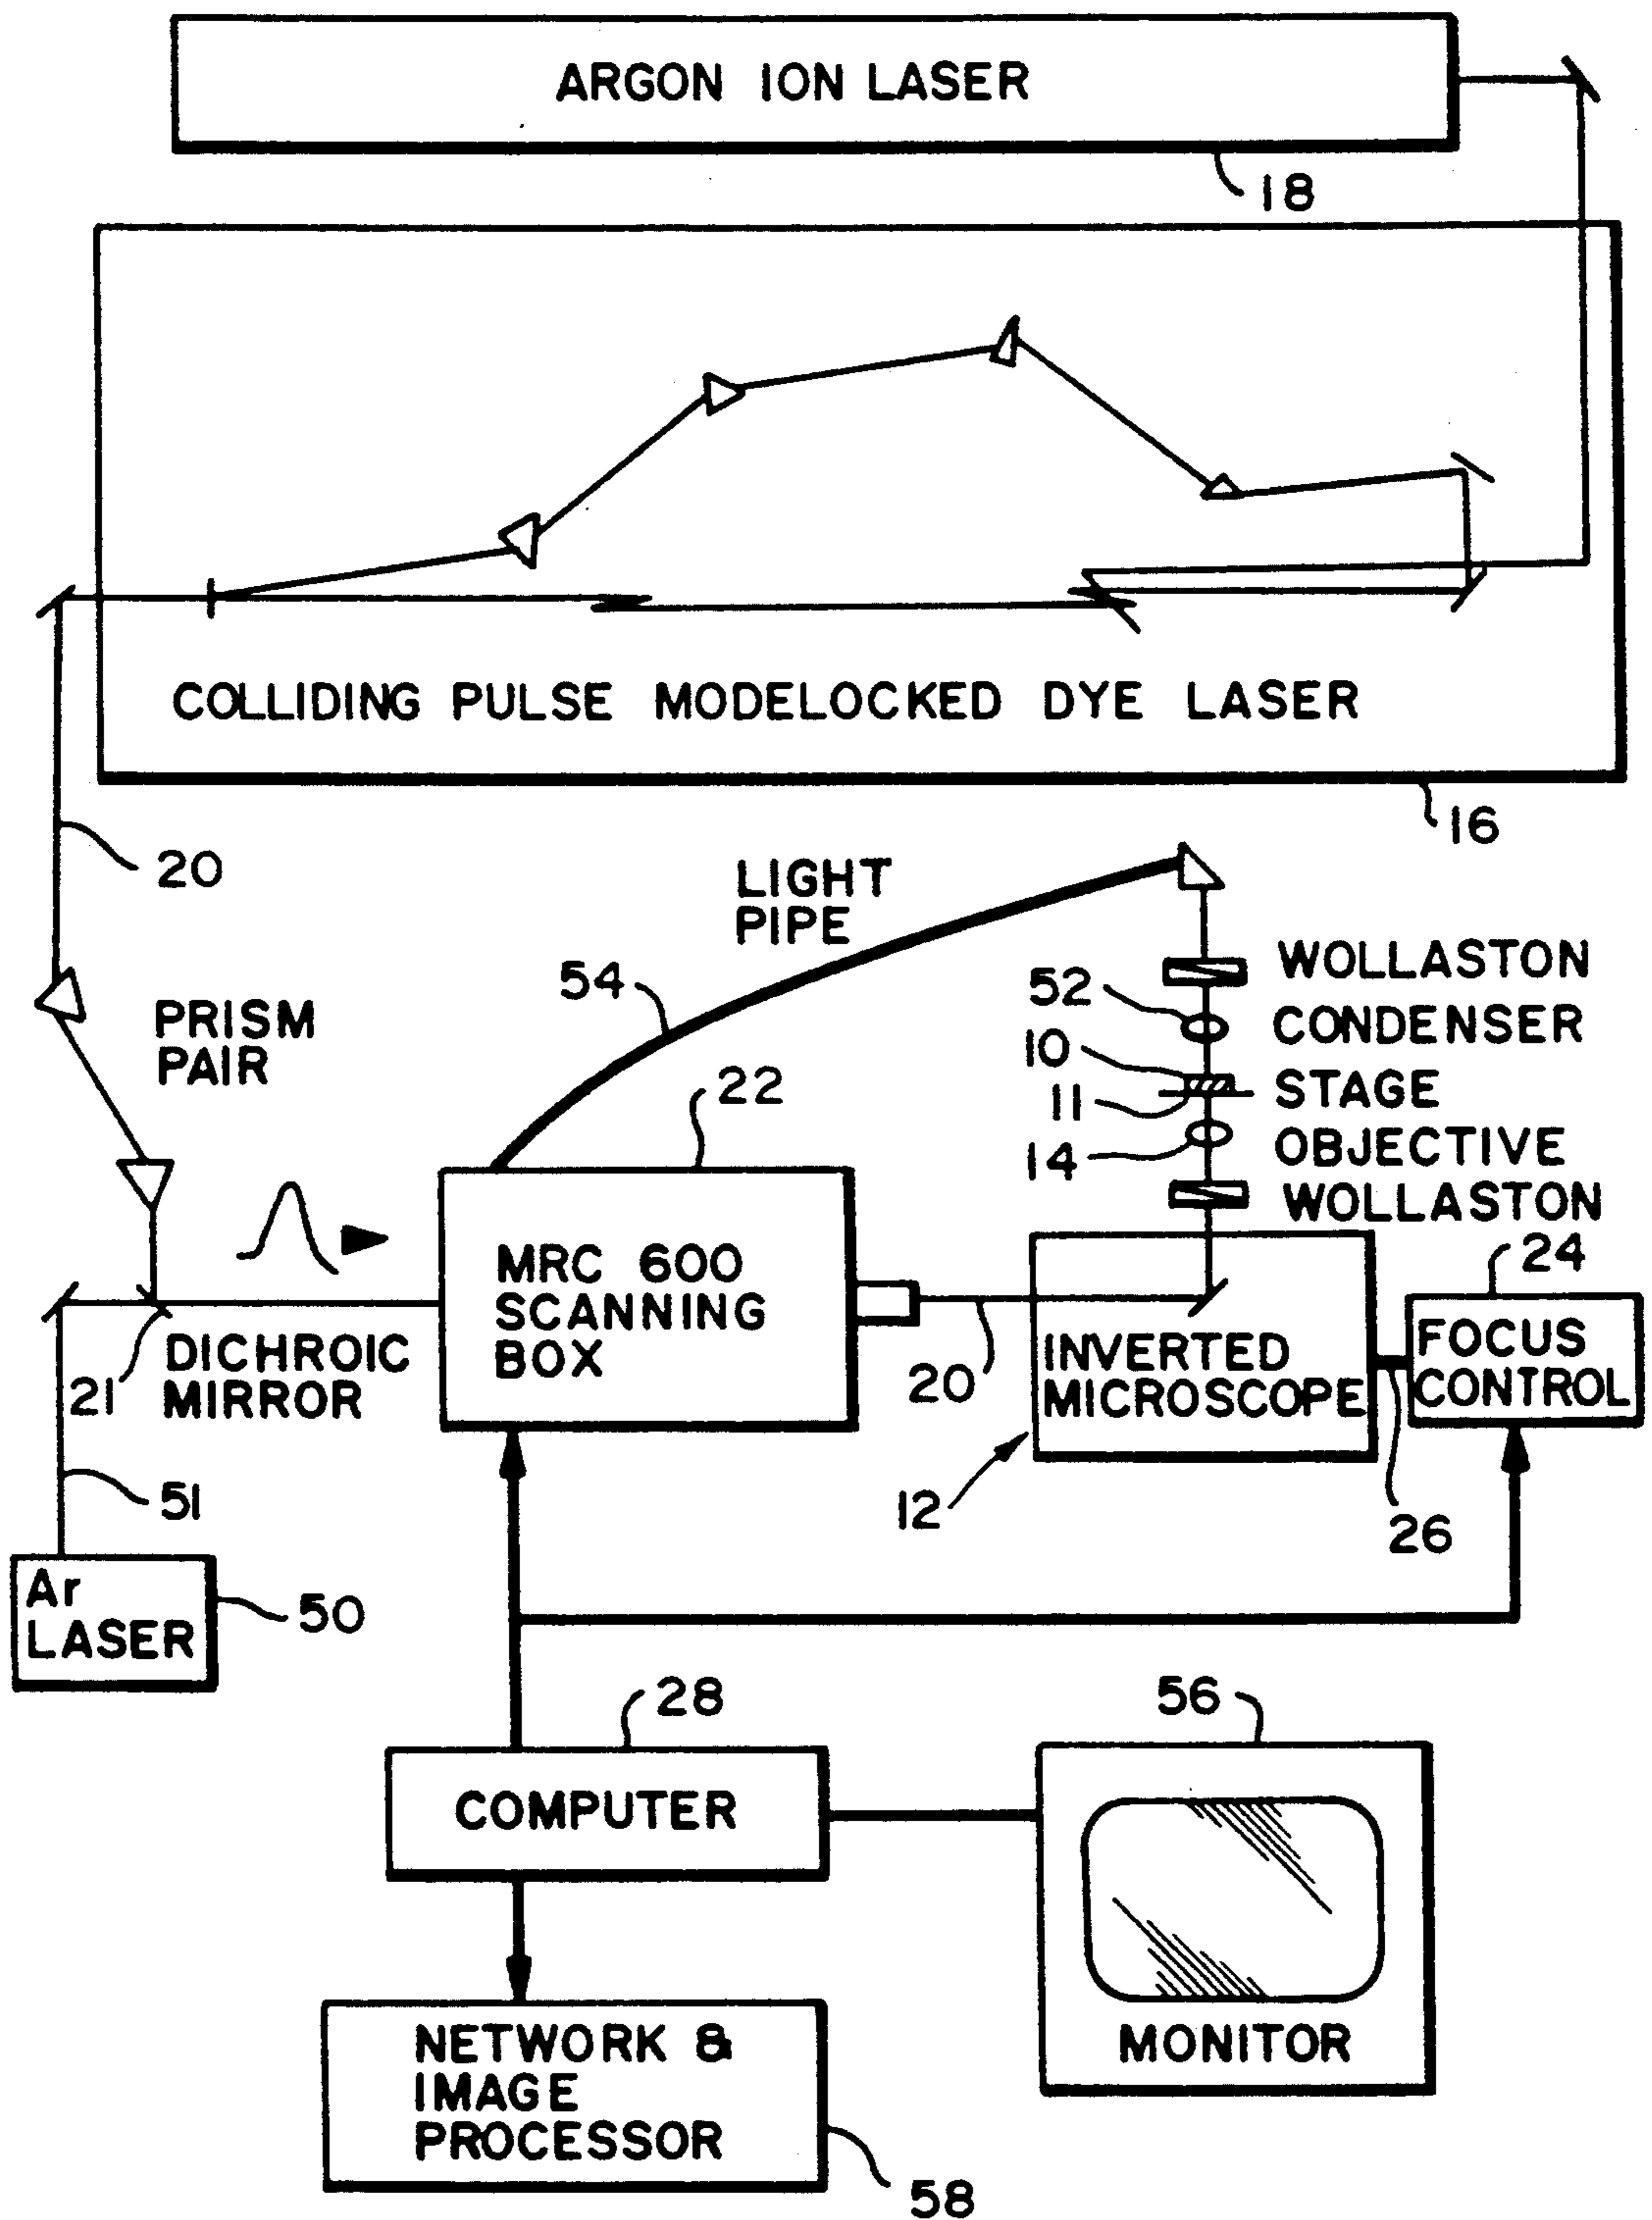 ARGON ION LASER
18
COLLIDING PULSE MODELOCKED DYE LASER
16
20
LIGHT
PIPE
54
WOLLASTON
52
CONDENSER
10
STAGE
11
OBJECTIVE
14
WOLLASTON
PRISM
PAIR
22
24
MRC 600
SCANNING
BOX
FOCUS
CONTROL
DICHROIC
MIRROR
21
20
INVERTED
MICROSCOPE
12
26
51
Ar
LASER
50
28
56
COMPUTER
MONITOR
NETWORK &
IMAGE
PROCESSOR
58